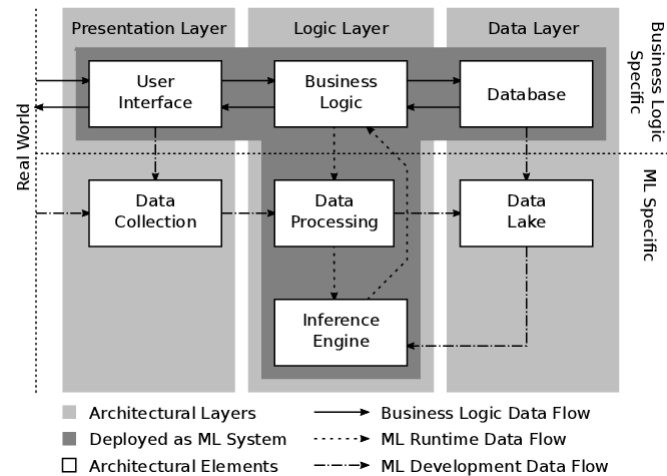 Presentation Layer
Logic Layer
Data Layer
Business Logic
Specific
User
Interface
Business
Logic
Database
Real World
ML Specific
Data
Collection
Data
Processing
Data
Lake
Inference
Engine
Architectural Layers
Business Logic Data Flow
Deployed as ML System
ML Runtime Data Flow
Architectural Elements
ML Development Data Flow